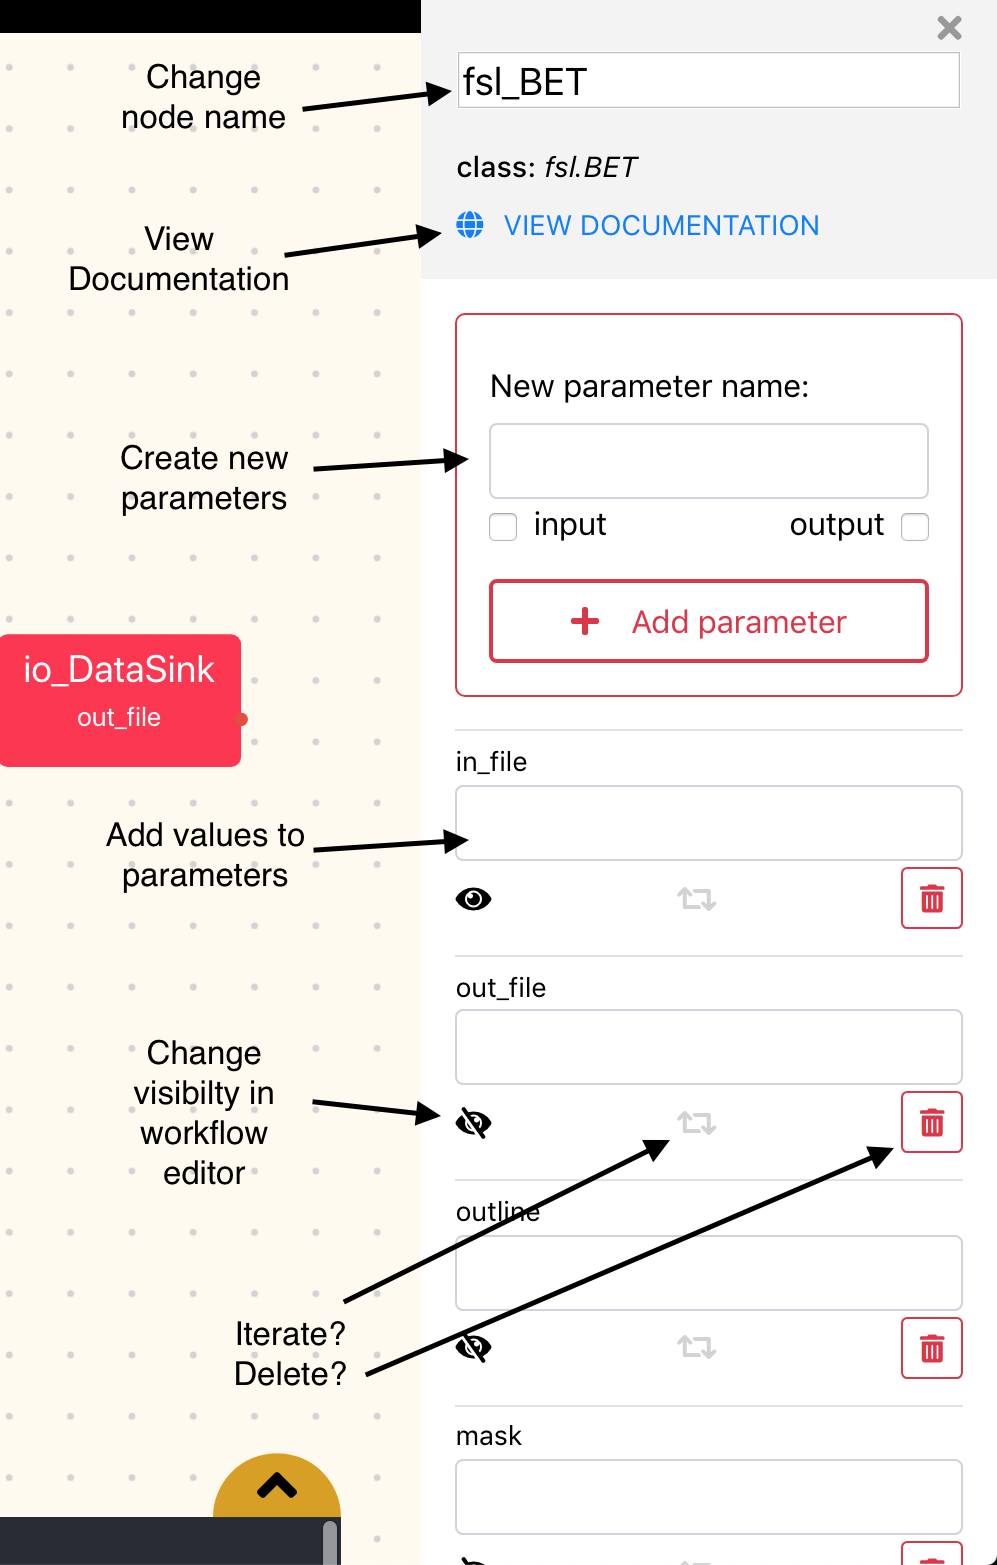 Change
node name
fsl_BET
class: fsl.BET
View
Documentation
VIEW DOCUMENTATION
New parameter name:
Create new
parameters
input
output
Add parameter
io_DataSink
out_file
in_file
Add values to
parameters
out_file
Change
visibilty in
workflow
editor
outline
Iterate?
Delete?
mask